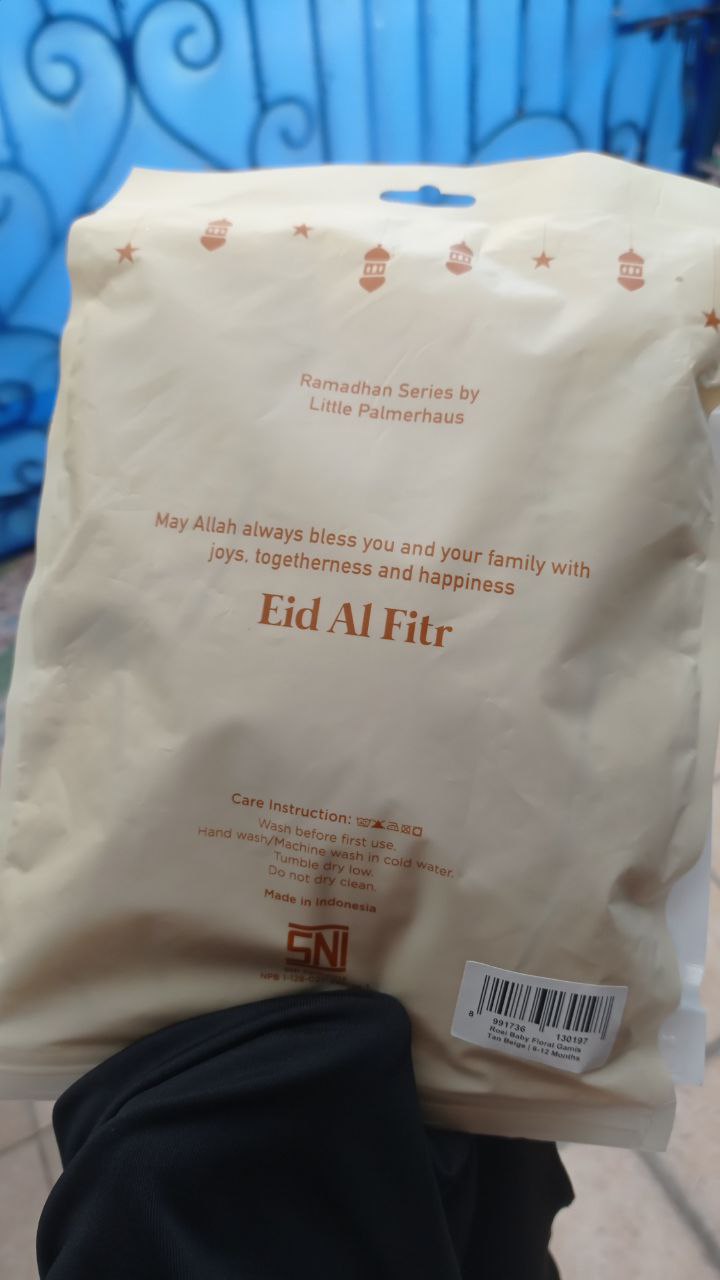 Ramadhan Series by
Little Palmerhaus
May Allah always bless you and your family with
joys, togetherness and happiness
Eid Al Fitr
Care Instruction:
Wash before first use.
Hand wash/Machine wash in cold water.
Tumble dry low.
Do not dry clean.
Made in Indonesia
SNI
8 991736 130197
Rosi Baby Floral Gamis
Tan Beige | 6-12 Months